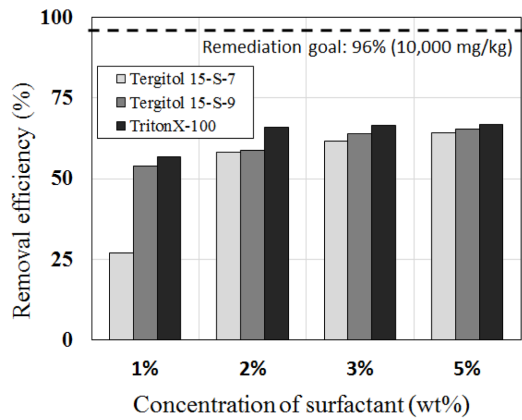 100
Remediation goal: 96% (10,000 mg/kg)
Tergitol 15-S-7
Tergitol 15-S-9
TritonX-100
75
50
25
0
Removal efficiency (%)
1% 2% 3% 5%
Concentration of surfactant (wt%)